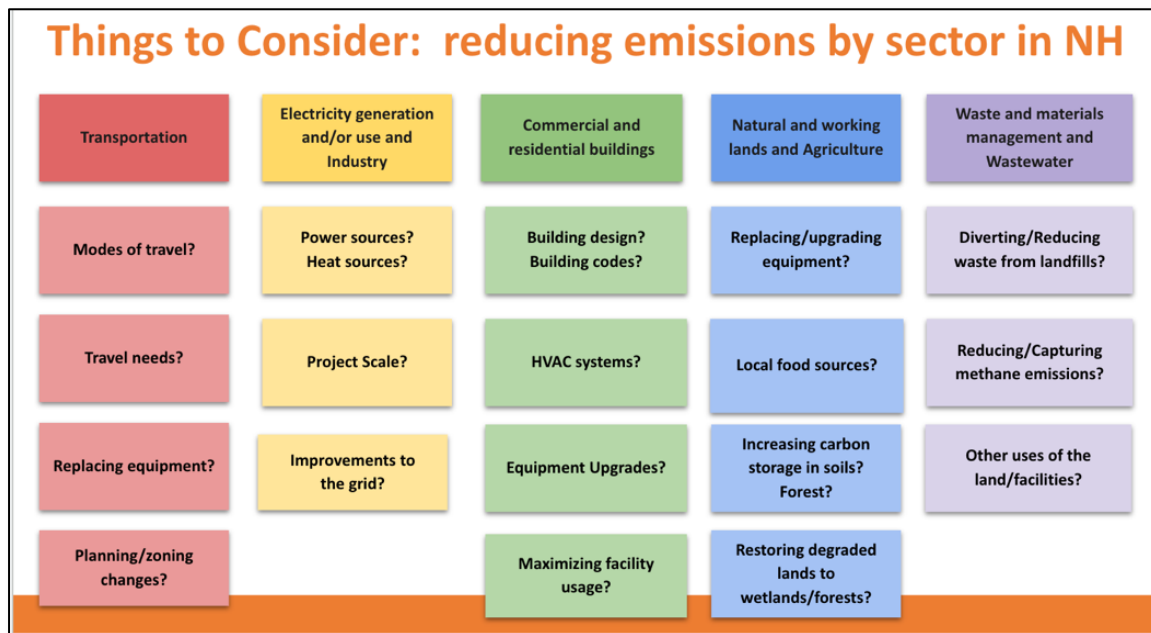 Things to Consider:  reducing emissions by sector in NH
Transportation
Electricity generation
and/or use and
Industry
Commercial and
residential buildings
Natural and working
lands and Agriculture
Waste and materials
management and
Wastewater
Modes of travel?
Power sources?
Heat sources?
Building design?
Building codes?
Replacing/upgrading
equipment?
Diverting/Reducing
waste from landfills?
Travel needs?
Project Scale?
HVAC systems?
Local food sources?
Reducing/Capturing
methane emissions?
Replacing equipment?
Improvements to
the grid?
Equipment Upgrades?
Increasing carbon
storage in soils?
Forest?
Other uses of the
land/facilities?
Planning/zoning
changes?
Maximizing facility
usage?
Restoring degraded
lands to
wetlands/forests?